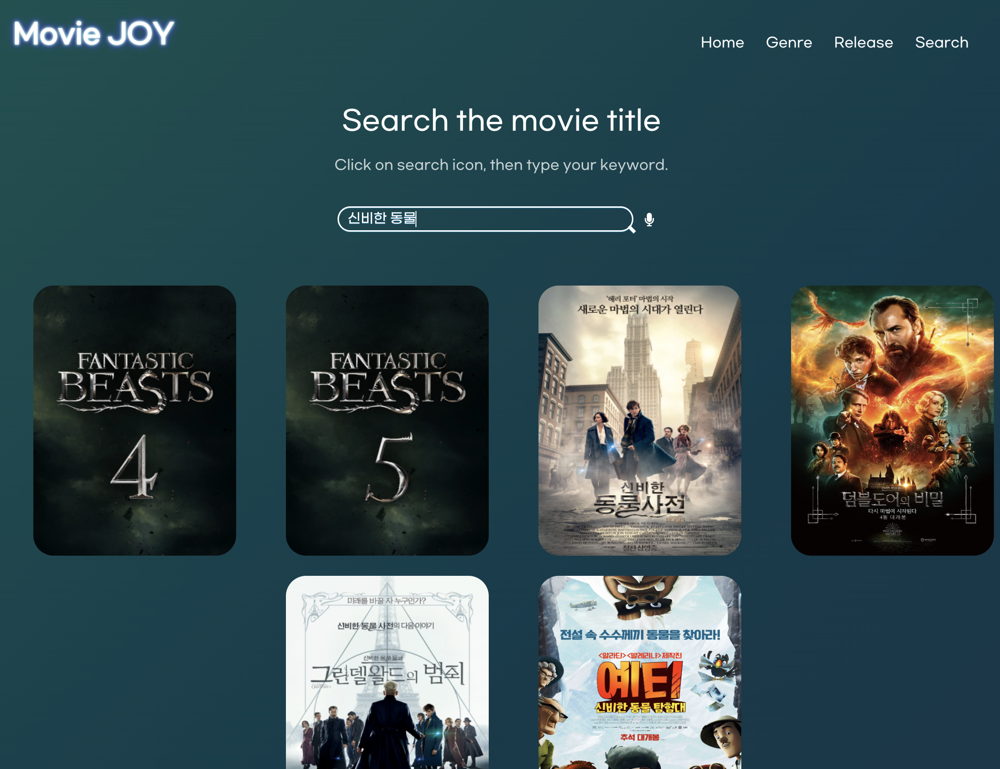 Movie JOY
Home Genre Release Search
Search the movie title
Click on search icon, then type your keyword.
신비한 동물
FANTASTIC
BEASTS
4
FANTASTIC
BEASTS
5
'해리 포터' 마법의 시작
새로운 마법의 시대가 열린다
신비한
동물사전
절찬 상영중
덤블도어의 비밀
다시 마법이 시작된다
4월 대개봉
WIZARDING
WORLD
미래를 바꿀 자 누구인가?
신비한 동물 사전의 다음 이야기
신비한 동물들과
그린델왈드의 범죄
전설 속 수수께끼 동물을 찾아라!
<알라딘><발레리나>제작진
예티
신비한 동물 탐험대
추석 대개봉